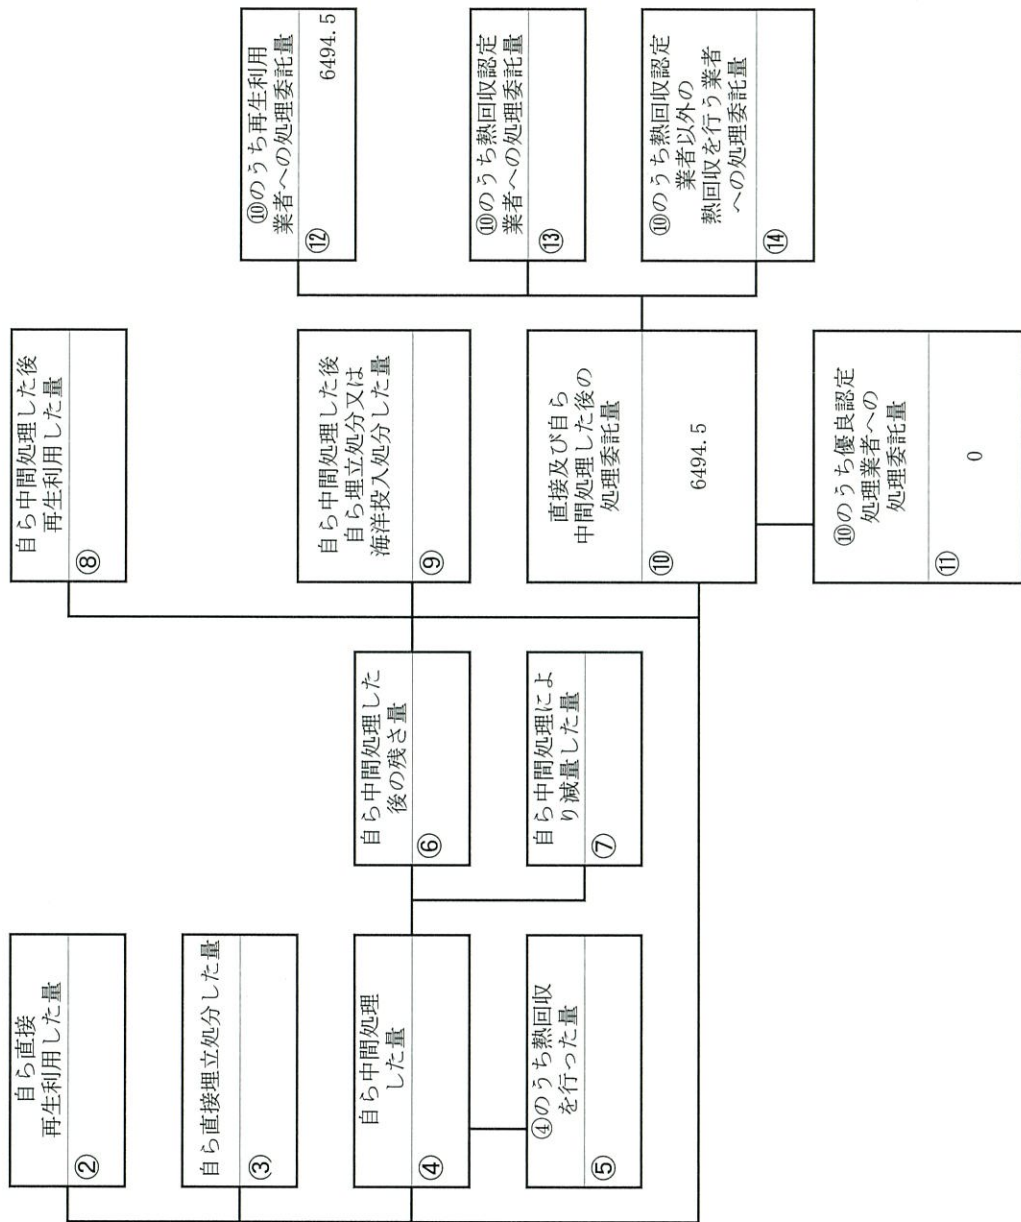 自ら直接
再生利用した量
②
自ら直接埋立処分した量
③
自ら中間処理
した量
④
④のうち熱回収
を行った量
⑤
自ら中間処理した
後の残さ量
⑥
自ら中間処理によ
り減量した量
⑦
自ら中間処理した後
再生利用した量
⑧
自ら中間処理した後
自ら埋立処分又は
海洋投入処分した量
⑨
直接及び自ら
中間処理した後の
処理委託量
⑩
6494.5
⑩のうち優良認定
処理業者への
処理委託量
⑪
0
⑩のうち再生利用
業者への処理委託量
⑫
6494.5
⑩のうち熱回収認定
業者への処理委託量
⑬
⑩のうち熱回収認定
業者以外の
熱回収を行う業者
への処理委託量
⑭